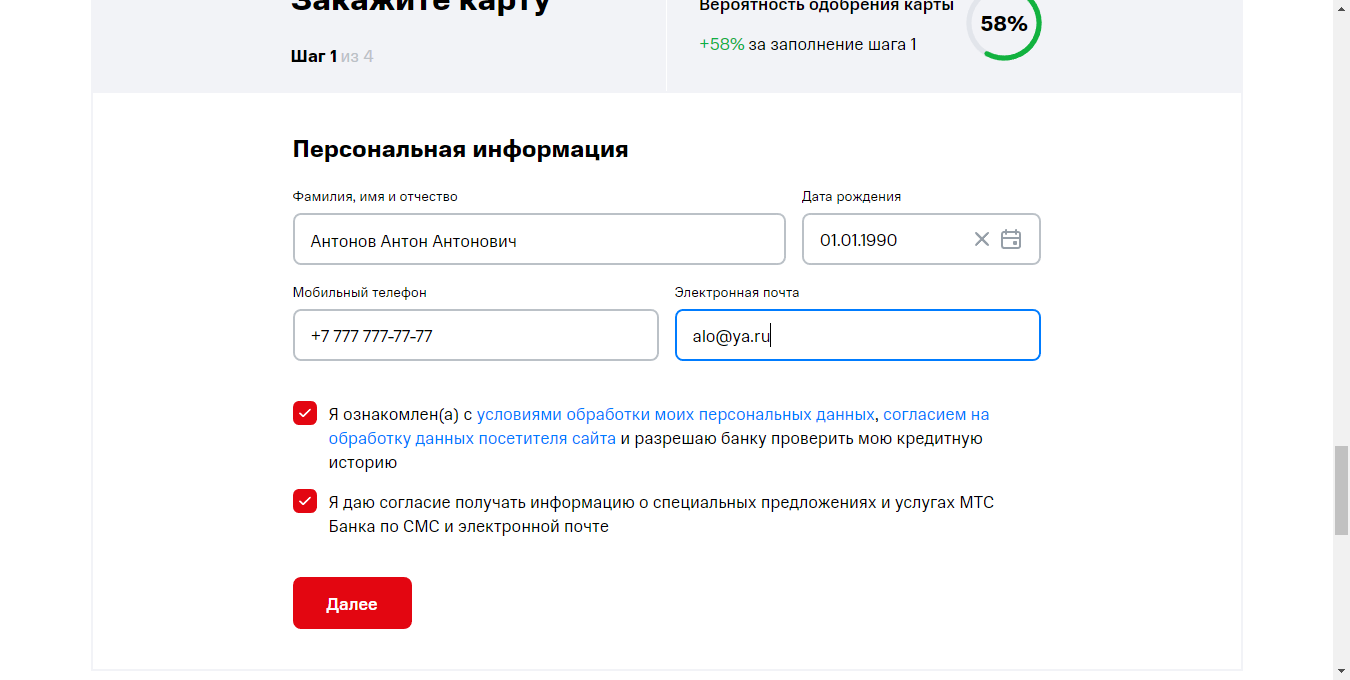 Закажите карту
Шаг 1 из 4
Вероятность одобрения карты
+58% за заполнение шага 1
58%
Персональная информация
Фамилия, имя и отчество
Дата рождения
Антонов Антон Антонович
01.01.1990
Мобильный телефон
Электронная почта
+7 777 777-77-77
alo@ya.ru
Я ознакомлен(а) с условиями обработки моих персональных данных, согласием на
обработку данных посетителя сайта и разрешаю банку проверить мою кредитную
историю
Я даю согласие получать информацию о специальных предложениях и услугах МТС
Банка по СМС и электронной почте
Далее